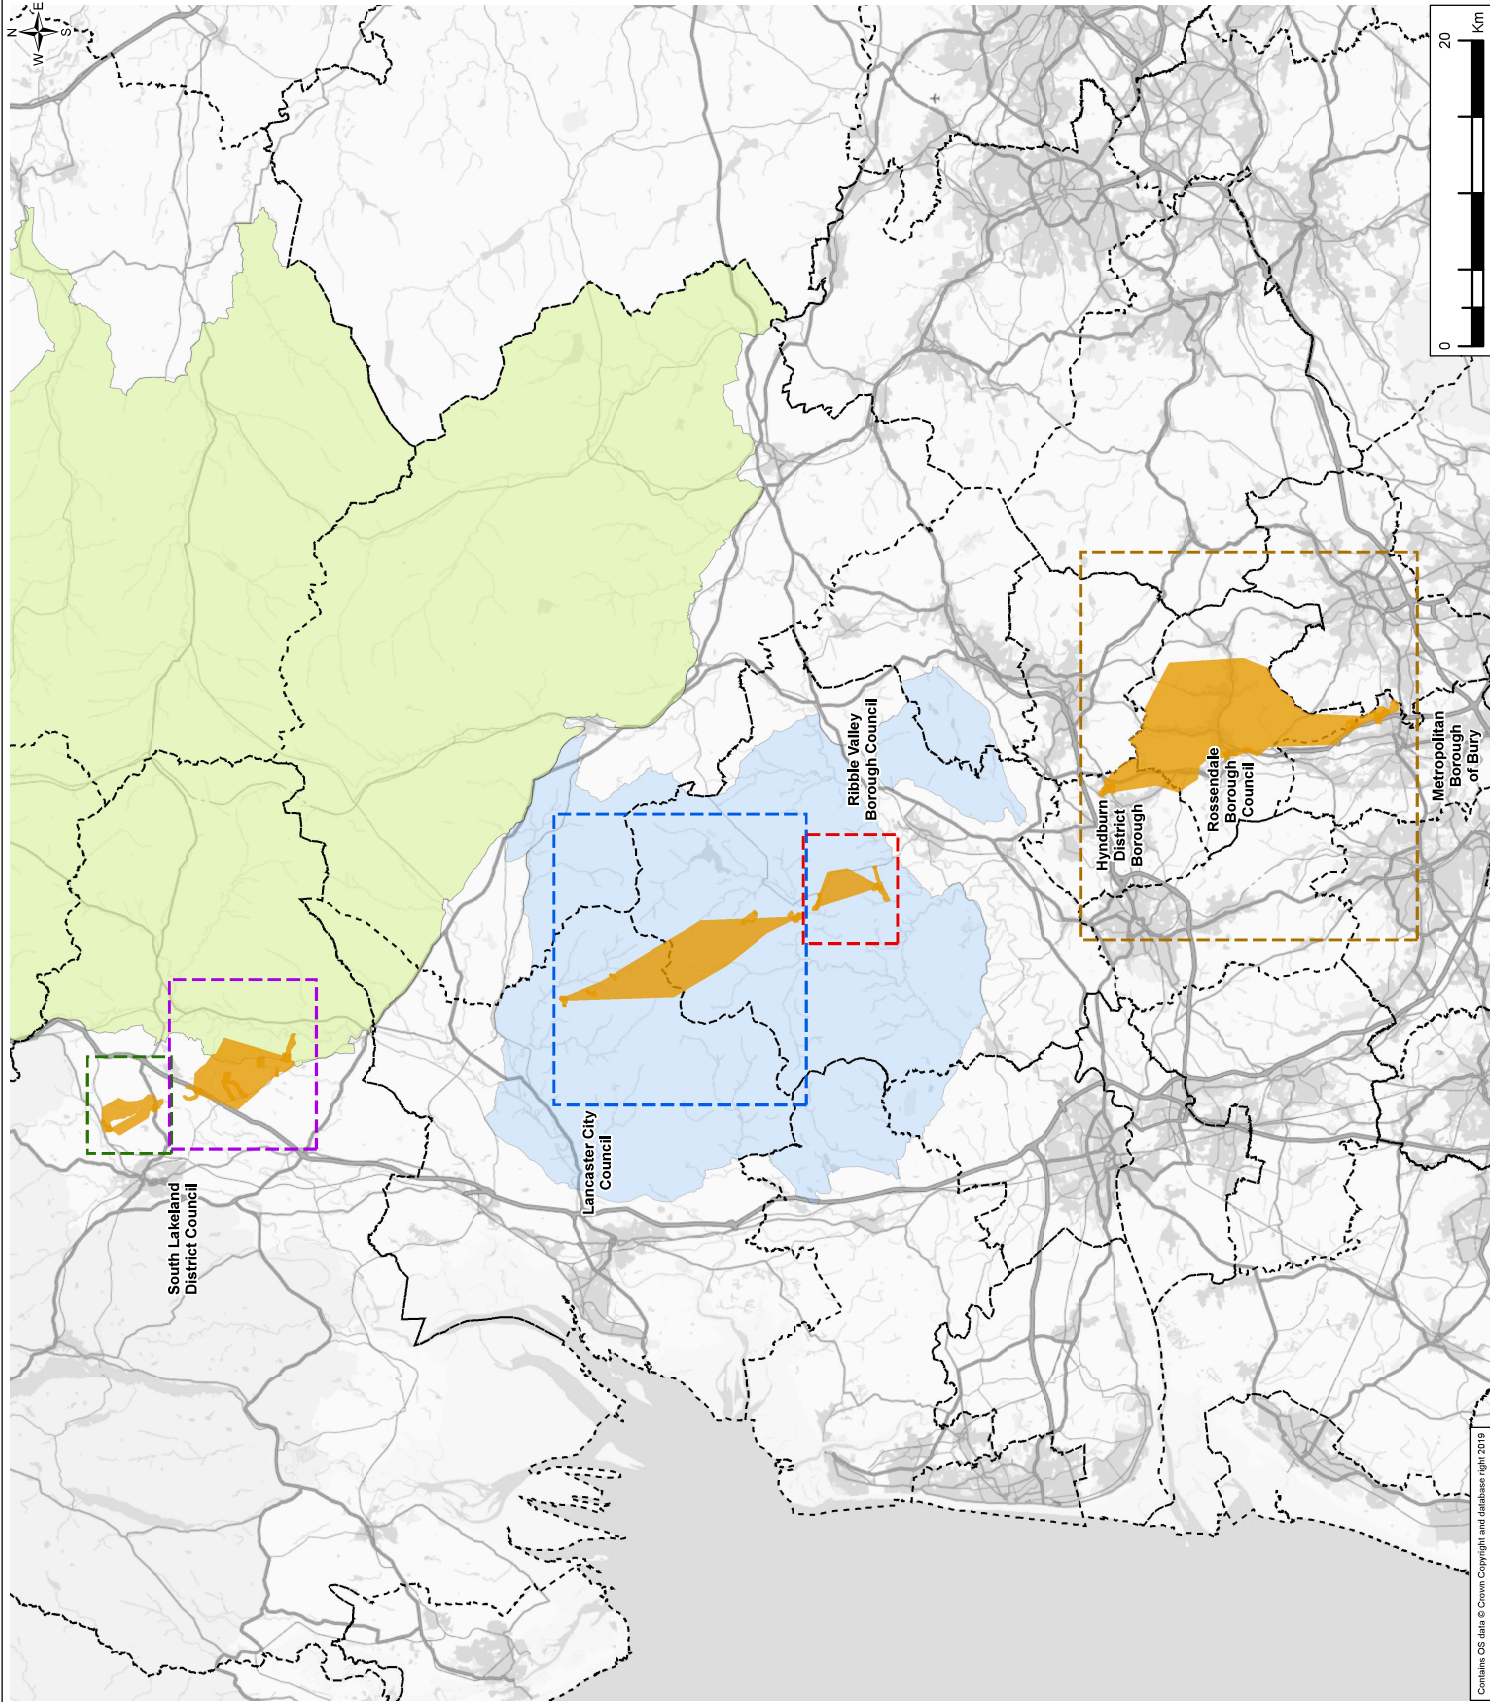 N
E
S
W
South Lakeland
District Council
Lancaster City
Council
Ribble Valley
Borough Council
Hyndburn
District
Borough
Rossendale
Borough
Council
Metropolitan
Borough
of Bury
0
20
Km
Contains OS data © Crown Copyright and database right 2019